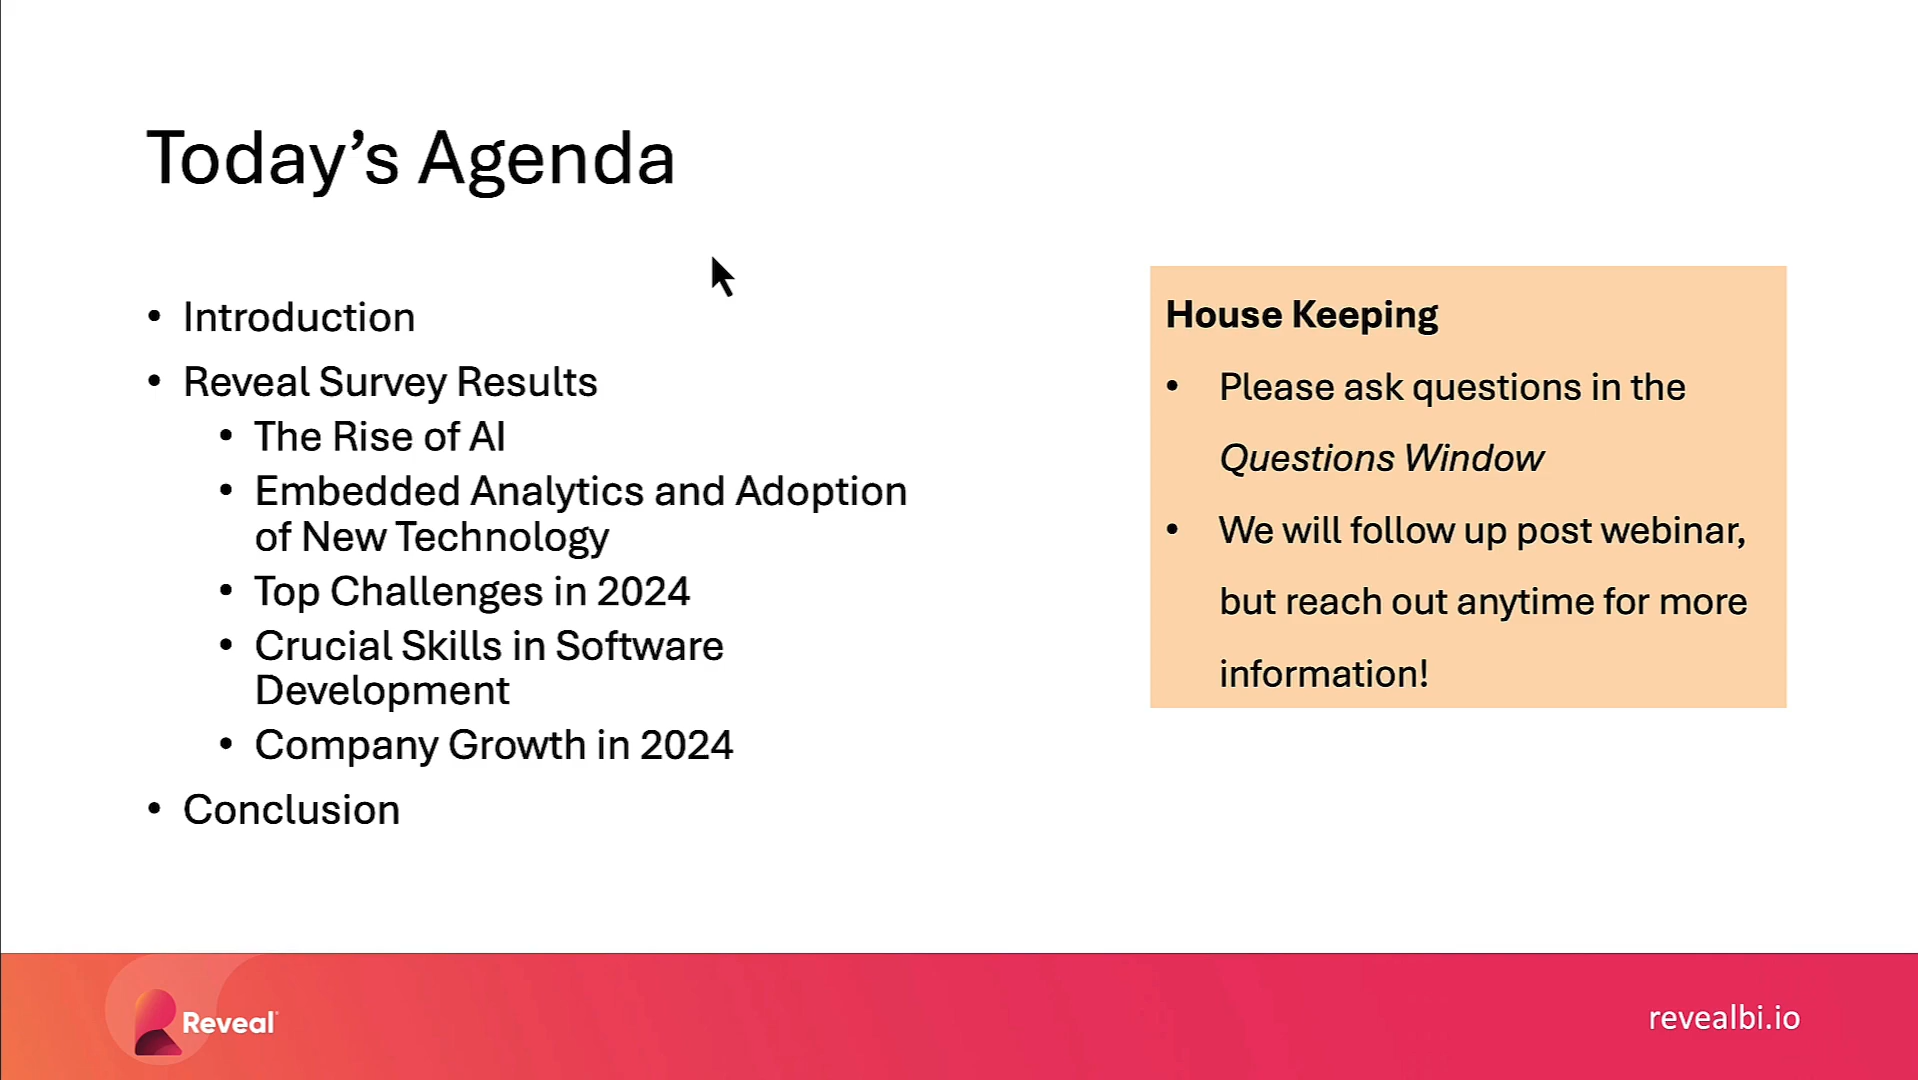 Today’s Agenda
• Introduction
• Reveal Survey Results
• The Rise of AI
• Embedded Analytics and Adoption
of New Technology
• Top Challenges in 2024
• Crucial Skills in Software
Development
• Company Growth in 2024
• Conclusion
House Keeping
• Please ask questions in the
Questions Window
• We will follow up post webinar,
but reach out anytime for more
information!
Reveal
revealbi.io